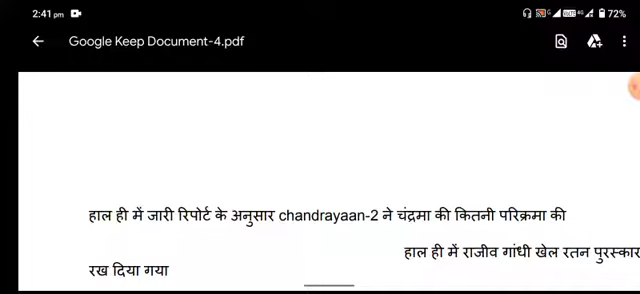 2:41 pm 72%
Google Keep Document-4.pdf
हाल ही में जारी रिपोर्ट के अनुसार chandrayaan-2 ने चंद्रमा की कितनी परिक्रमा की
हाल ही में राजीव गांधी खेल रतन पुरस्कार
रख दिया गया